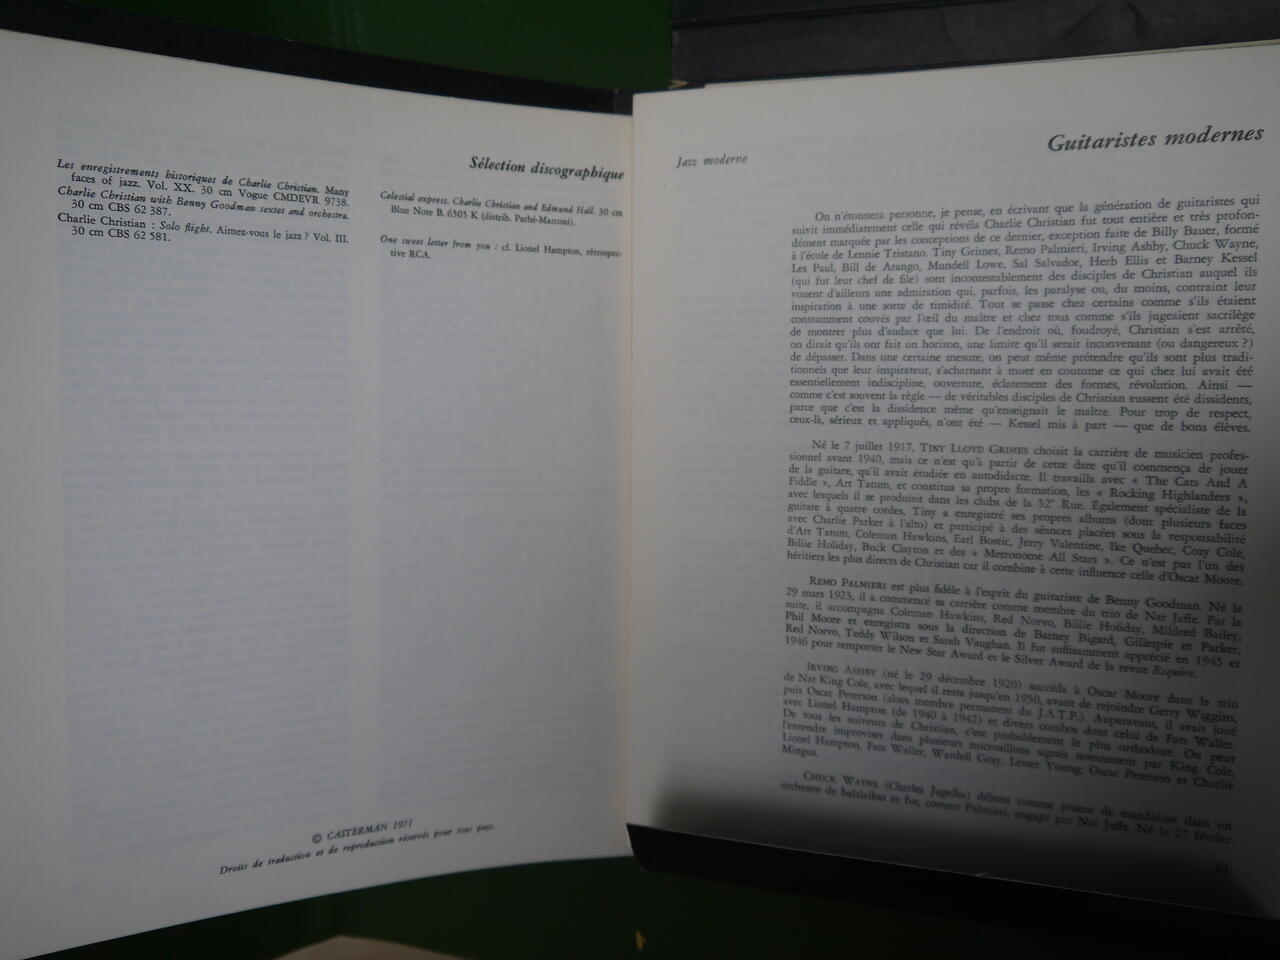 Sélection discographique
Les enregistrements historiques de Charlie Christian. Many
faces of jazz. Vol. XX. 30 cm Vogue CMDEVR 9738.
Charlie Christian with Benny Goodman sextet and orchestra.
30 cm CBS 62 387.
Charlie Christian : Solo flight. Aimez-vous le jazz ? Vol. III.
30 cm CBS 62 581.
Celestial express. Charlie Christian and Edmund Hall. 30 cm
Blue Note B. 6505 K (distrib. Pathé-Marconi).
One sweet letter from you : cf. Lionel Hampton, rétrospec-
tive RCA.
© CASTERMAN 1971
Droits de traduction et de reproduction réservés pour tous pays.
Jazz moderne
Guitaristes modernes
On n'étonnera personne, je pense, en écrivant que la génération de guitaristes qui
suivit immédiatement celle qui révéla Charlie Christian fut tout entière et très profon-
dément marquée par les conceptions de ce dernier, exception faite de Billy Bauer, formé
à l'école de Lennie Tristano. Tiny Grimes, Remo Palmieri, Irving Ashby, Chuck Wayne,
Les Paul, Bill de Arango, Mundell Lowe, Sal Salvador, Herb Ellis et Barney Kessel
(qui fut leur chef de file) sont incontestablement des disciples de Christian auquel ils
vouent d'ailleurs une admiration qui, parfois, les paralyse ou, du moins, contraint leur
inspiration à une sorte de timidité. Tout se passe chez certains comme s'ils étaient
constamment couvés par l'œil du maître et chez tous comme s'ils jugeaient sacrilège
de montrer plus d'audace que lui. De l'endroit où, foudroyé, Christian s'est arrêté,
on dirait qu'ils ont fait un horizon, une limite qu'il serait inconvenant (ou dangereux ?)
de dépasser. Dans une certaine mesure, on peut même prétendre qu'ils sont plus tradi-
tionnels que leur inspirateur, s'acharnant à muer en coutume ce qui chez lui avait été
essentiellement indiscipline, ouverture, éclatement des formes, révolution. Ainsi —
comme c'est souvent la règle — de véritables disciples de Christian eussent été dissidents,
parce que c'est la dissidence même qu'enseignait le maître. Pour trop de respect,
ceux-là, sérieux et appliqués, n'ont été — Kessel mis à part — que de bons élèves.
Né le 7 juillet 1917, TINY LLOYD GRIMES choisit la carrière de musicien profes-
sionnel avant 1940, mais ce n'est qu'à partir de cette date qu'il commença de jouer
de la guitare, qu'il avait étudiée en autodidacte. Il travailla avec « The Cats And A
Fiddle », Art Tatum, et constitua sa propre formation, les « Rocking Highlanders »,
avec lesquels il se produisit dans les clubs de la 52e Rue. Également spécialiste de la
guitare à quatre cordes, Tiny a enregistré ses propres albums (dont plusieurs faces
avec Charlie Parker à l'alto) et participé à des séances placées sous la responsabilité
d'Art Tatum, Coleman Hawkins, Earl Bostic, Jerry Valentine, Ike Quebec, Cozy Cole,
Billie Holiday, Buck Clayton et des « Metronome All Stars ». Ce n'est pas l'un des
héritiers les plus directs de Christian car il combine à cette influence celle d'Oscar Moore.
REMO PALMIERI est plus fidèle à l'esprit du guitariste de Benny Goodman. Né le
29 mars 1923, il a commencé sa carrière comme membre du trio de Nat Jaffe. Par la
suite, il accompagna Coleman Hawkins, Red Norvo, Billie Holiday, Mildred Bailey,
Phil Moore et enregistra sous la direction de Barney Bigard, Gillespie et Parker,
Red Norvo, Teddy Wilson et Sarah Vaughan. Il fut suffisamment apprécié en 1945 et
1946 pour remporter le New Star Award et le Silver Award de la revue Esquire.
IRVING ASHBY (né le 29 décembre 1920) succéda à Oscar Moore dans le trio
de Nat King Cole, avec lequel il resta jusqu'en 1950, avant de rejoindre Gerry Wiggins,
puis Oscar Peterson (alors membre permanent du J.A.T.P.). Auparavant, il avait joué
avec Lionel Hampton (de 1940 à 1942) et divers combos dont celui de Fats Waller.
De tous les suiveurs de Christian, c'est probablement le plus orthodoxe. On peut
l'entendre improviser dans plusieurs microsillons signés notamment par King Cole,
Lionel Hampton, Fats Waller, Wardell Gray, Lester Young, Oscar Peterson et Charlie
Mingus.
CHUCK WAYNE (Charles Jagelka) débuta comme joueur de mandoline dans un
orchestre de balalaïkas et fut, comme Palmieri, engagé par Nat Jaffe. Né le 27 février
61